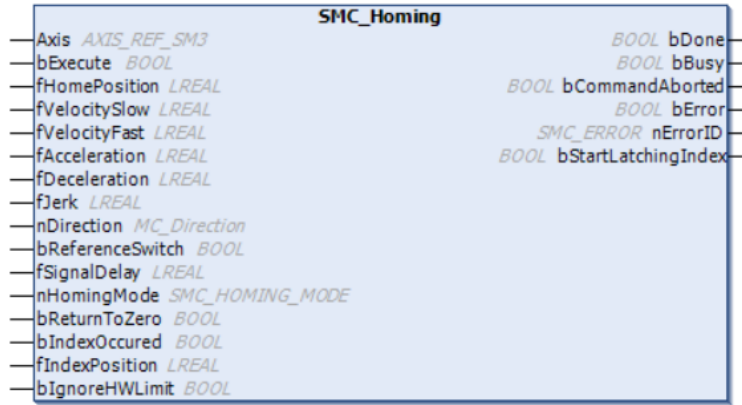 SMC_Homing
Axis AXIS_REF_SM3 BOOL bDone
bExecute BOOL BOOL bBusy
fHomePosition LREAL BOOL bCommandAborted
fVelocitySlow LREAL BOOL bError
fVelocityFast LREAL SMC_ERROR nErrorID
fAcceleration LREAL BOOL bStartLatchingIndex
fDeceleration LREAL
fJerk LREAL
nDirection MC_Direction
bReferenceSwitch BOOL
fSignalDelay LREAL
nHomingMode SMC_HOMING_MODE
bReturnToZero BOOL
bIndexOccured BOOL
fIndexPosition LREAL
bIgnoreHWLimit BOOL